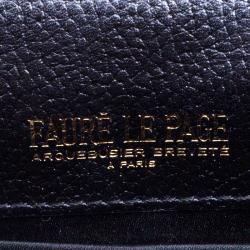 FAURÉ LE PAGE
ARQUEBUSIER BREVETÉ
À PARIS